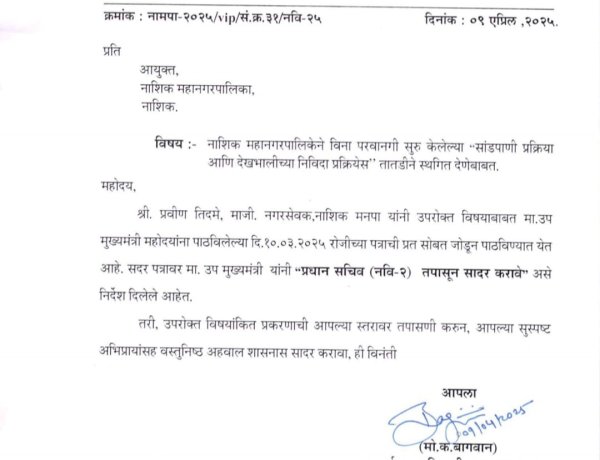 क्रमांक : नामपा-२०२५/vip/सं.क्र.३१/नवि-२५ दिनांक : ०९ एप्रिल ,२०२५.
प्रति
आयुक्त,
नाशिक महानगरपालिका,
नाशिक.
विषय :- नाशिक महानगरपालिकेने विना परवानगी सुरु केलेल्या “सांडपाणी प्रक्रिया
आणि देखभालीच्या निविदा प्रक्रियेस’’ तातडीने स्थगित देणेबाबत.
महोदय,
श्री. प्रवीण तिदमे, माजी. नगरसेवक,नाशिक मनपा यांनी उपरोक्त विषयाबाबत मा.उप
मुख्यमंत्री महोदयांना पाठविलेल्या दि.१०.०३.२०२५ रोजीच्या पत्राची प्रत सोबत जोडून पाठविण्यात येत
आहे. सदर पत्रावर मा. उप मुख्यमंत्री यांनी “प्रधान सचिव (नवि-२) तपासून सादर करावे” असे
निर्देश दिलेले आहेत.
तरी, उपरोक्त विषयांकित प्रकरणाची आपल्या स्तरावर तपासणी करुन, आपल्या सुस्पष्ट
अभिप्रायांसह वस्तुनिष्ठ अहवाल शासनास सादर करावा, ही विनंती
आपला
09/04/2025
(मो.क.बागवान)